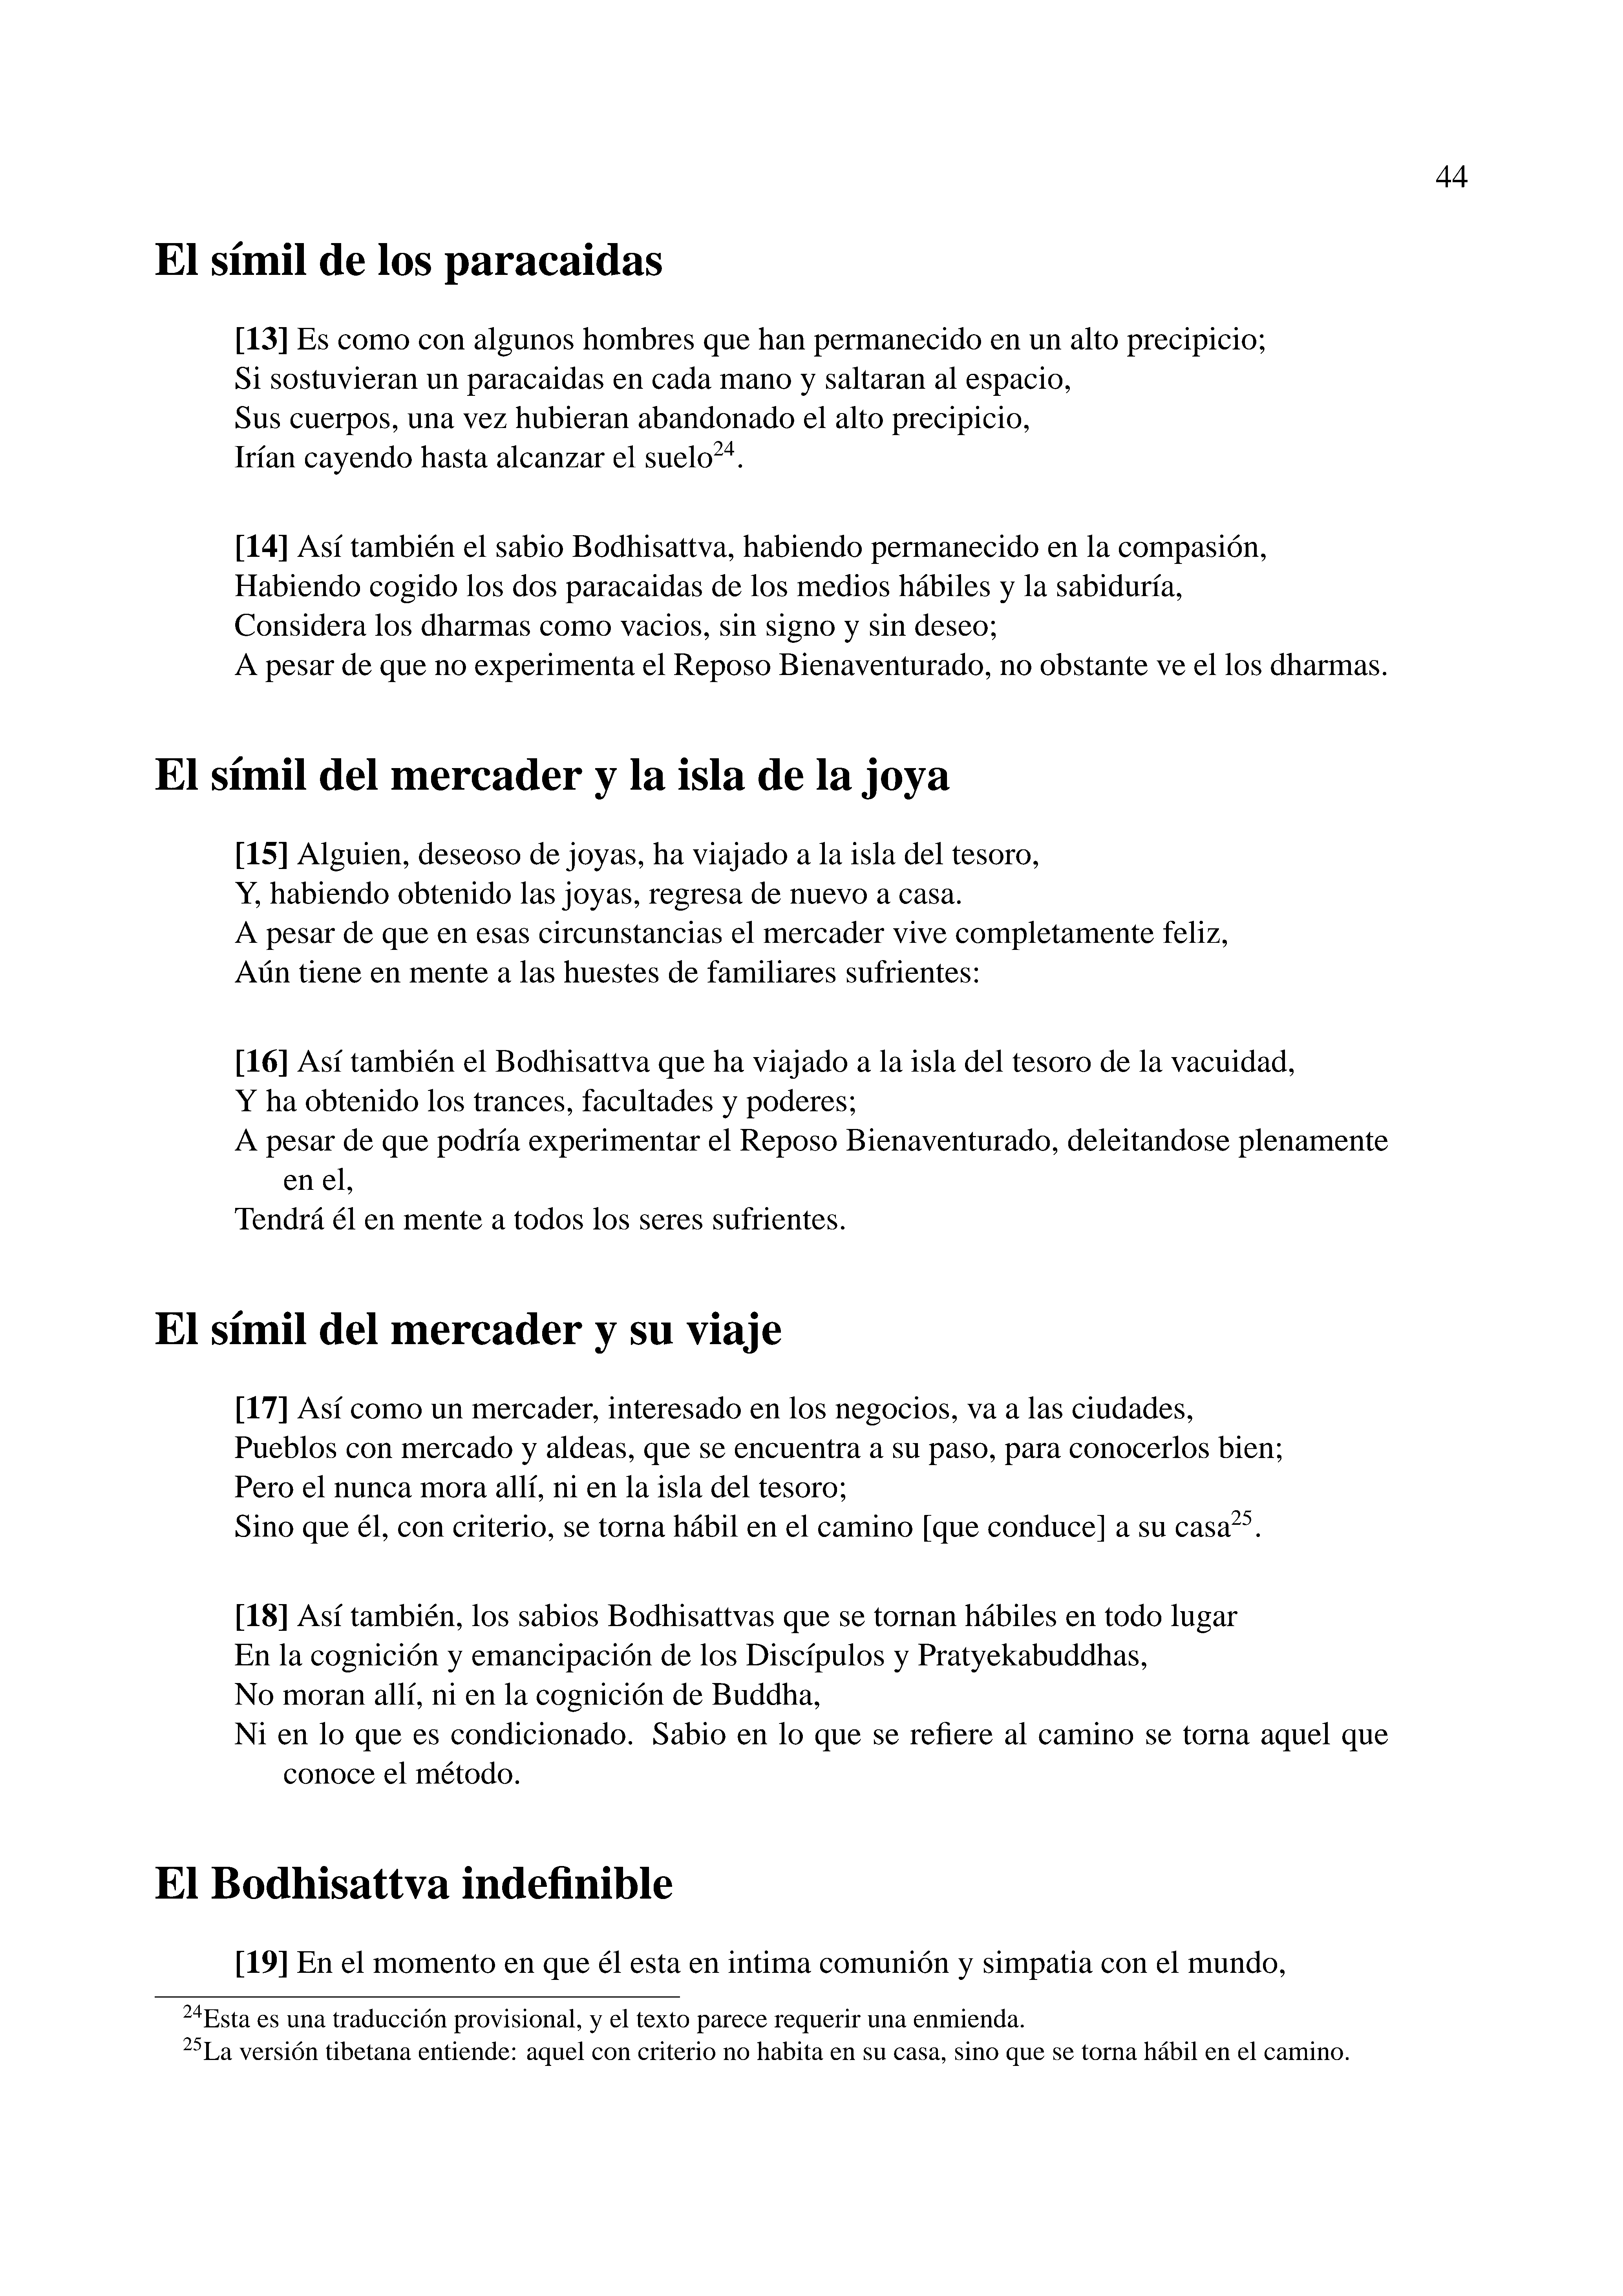 44
El símil de los paracaidas
[13] Es como con algunos hombres que han permanecido en un alto precipicio;
Si sostuvieran un paracaidas en cada mano y saltaran al espacio,
Sus cuerpos, una vez hubieran abandonado el alto precipicio,
Irían cayendo hasta alcanzar el suelo24.
[14] Así también el sabio Bodhisattva, habiendo permanecido en la compasión,
Habiendo cogido los dos paracaidas de los medios hábiles y la sabiduría,
Considera los dharmas como vacios, sin signo y sin deseo;
A pesar de que no experimenta el Reposo Bienaventurado, no obstante ve el los dharmas.
El símil del mercader y la isla de la joya
[15] Alguien, deseoso de joyas, ha viajado a la isla del tesoro,
Y, habiendo obtenido las joyas, regresa de nuevo a casa.
A pesar de que en esas circunstancias el mercader vive completamente feliz,
Aún tiene en mente a las huestes de familiares sufrientes:
[16] Así también el Bodhisattva que ha viajado a la isla del tesoro de la vacuidad,
Y ha obtenido los trances, facultades y poderes;
A pesar de que podría experimentar el Reposo Bienaventurado, deleitandose plenamente
en el,
Tendrá él en mente a todos los seres sufrientes.
El símil del mercader y su viaje
[17] Así como un mercader, interesado en los negocios, va a las ciudades,
Pueblos con mercado y aldeas, que se encuentra a su paso, para conocerlos bien;
Pero el nunca mora allí, ni en la isla del tesoro;
Sino que él, con criterio, se torna hábil en el camino [que conduce] a su casa25.
[18] Así también, los sabios Bodhisattvas que se tornan hábiles en todo lugar
En la cognición y emancipación de los Discípulos y Pratyekabuddhas,
No moran allí, ni en la cognición de Buddha,
Ni en lo que es condicionado. Sabio en lo que se refiere al camino se torna aquel que
conoce el método.
El Bodhisattva indefinible
[19] En el momento en que él esta en intima comunión y simpatia con el mundo,
24Esta es una traducción provisional, y el texto parece requerir una enmienda.
25La versión tibetana entiende: aquel con criterio no habita en su casa, sino que se torna hábil en el camino.